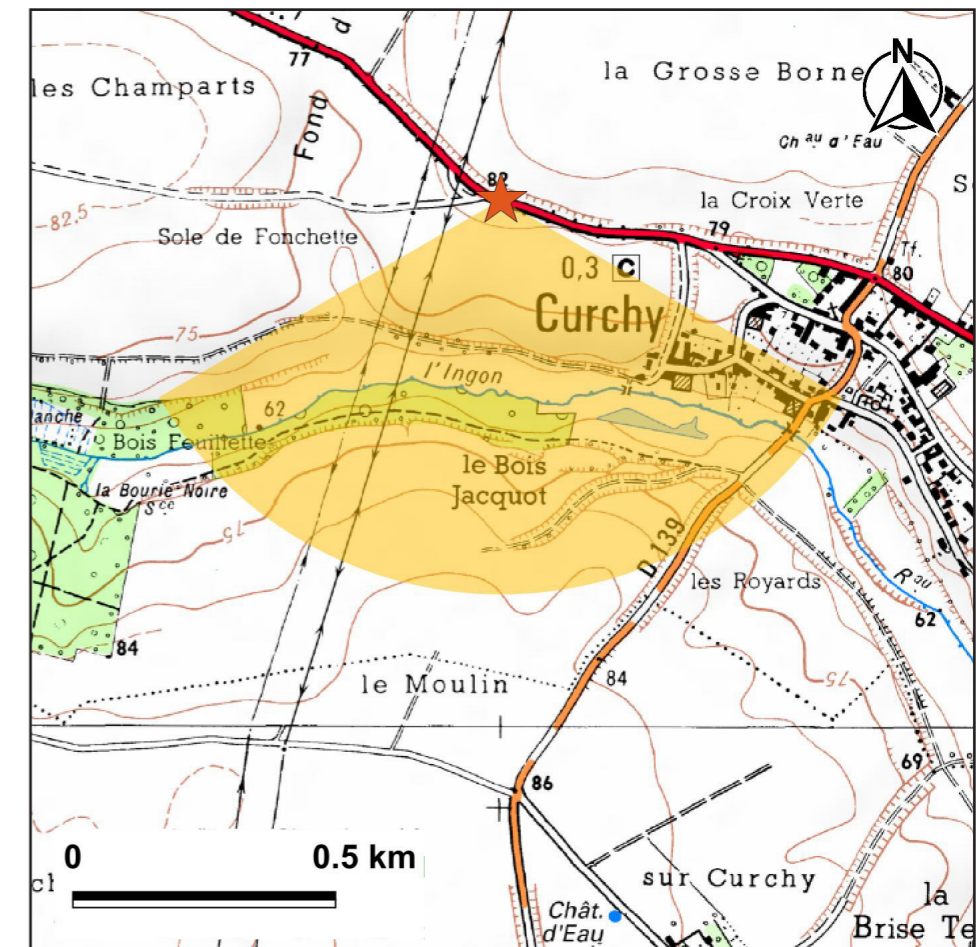 N
77
les Champarts
Fond
d
la Grosse Borne
Chau d'Eau
82
82,5
Sole de Fonchette
la Croix Verte
S
79
Tf.
80
0,3 C
Curchy
75
l'Ingon
62
Bois Feuillette
la Bourie Noire
Sce
le Bois
Jacquot
75
D 139
les Royards
Rau
62
84
le Moulin
84
75
86
69
0 0.5 km
sur Curchy
Chât.
d'Eau
la
Brise Te